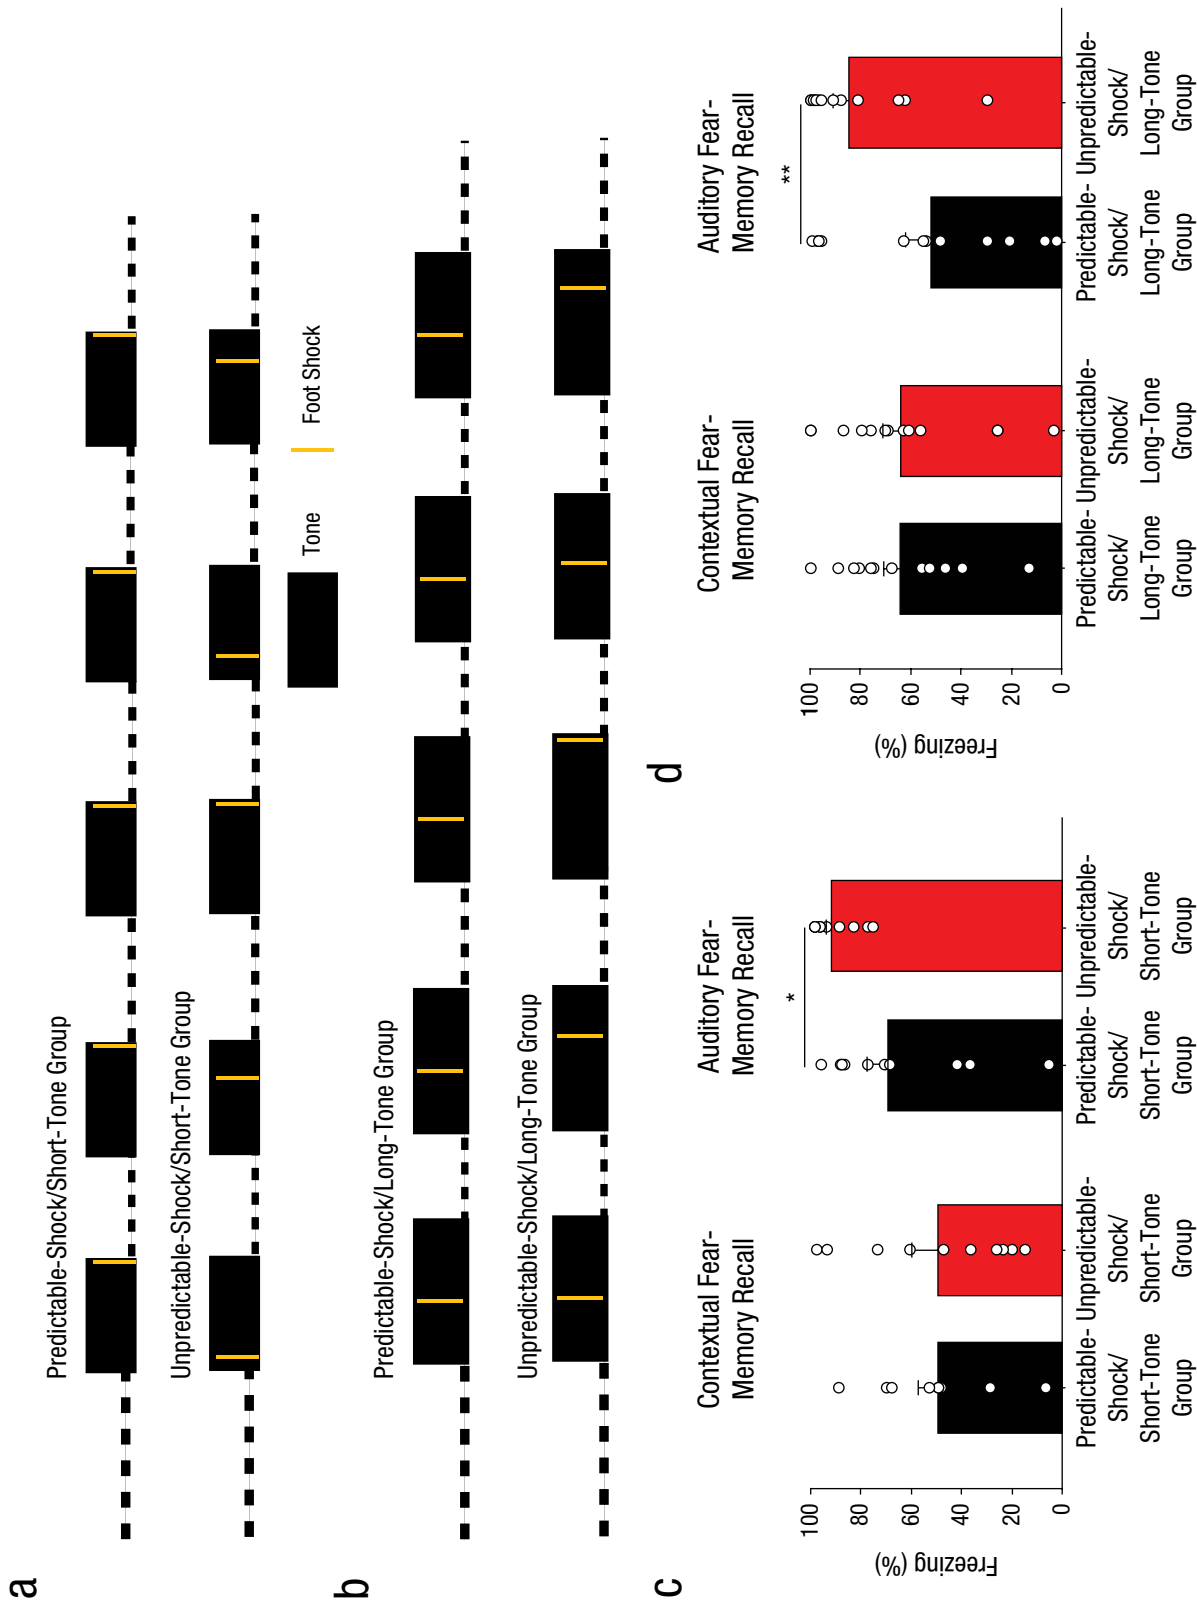 a
Predictable-Shock/Short-Tone Group
Unpredictable-Shock/Short-Tone Group
Tone
Foot Shock
b
Predictable-Shock/Long-Tone Group
Unpredictable-Shock/Long-Tone Group
c
Contextual Fear-
Memory Recall
Auditory Fear-
Memory Recall
*
Freezing (%)
100
80
60
40
20
0
Predictable-
Shock/
Short-Tone
Group
Unpredictable-
Shock/
Short-Tone
Group
Predictable-
Shock/
Short-Tone
Group
Unpredictable-
Shock/
Short-Tone
Group
d
Contextual Fear-
Memory Recall
Auditory Fear-
Memory Recall
**
Freezing (%)
100
80
60
40
20
0
Predictable-
Shock/
Long-Tone
Group
Unpredictable-
Shock/
Long-Tone
Group
Predictable-
Shock/
Long-Tone
Group
Unpredictable-
Shock/
Long-Tone
Group